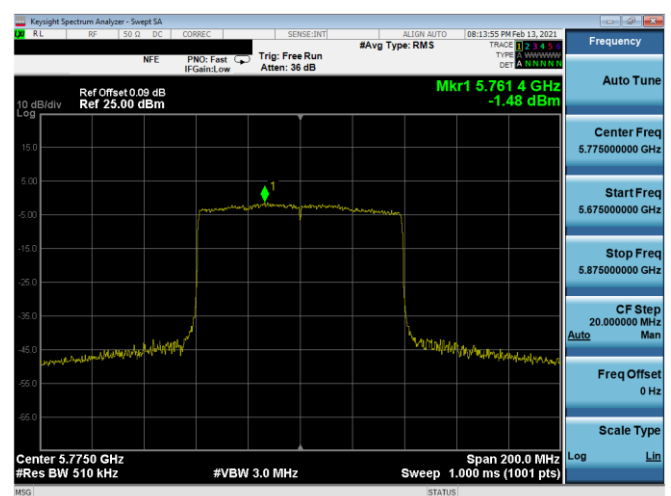 Keysight Spectrum Analyzer - Swept SA
RL RF 50 Ω DC CORREC SENSE:INT ALIGN AUTO 08:13:55 PM Feb 13, 2021
#Avg Type: RMS TRACE 1 2 3 4 5 6
NFE PNO: Fast Trig: Free Run TYPE A WWWWW
IFGain:Low Atten: 36 dB DET A N N N N N
Mkr1 5.761 4 GHz
-1.48 dBm
Ref Offset 0.09 dB
10 dB/div Ref 25.00 dBm
Log
15.0
5.00
1
-5.00
-15.0
-25.0
-35.0
-45.0
-55.0
-65.0
Center 5.7750 GHz Span 200.0 MHz
#Res BW 510 kHz #VBW 3.0 MHz Sweep 1.000 ms (1001 pts)
MSG STATUS
Frequency
Auto Tune
Center Freq
5.775000000 GHz
Start Freq
5.675000000 GHz
Stop Freq
5.875000000 GHz
CF Step
20.000000 MHz
Auto Man
Freq Offset
0 Hz
Scale Type
Log Lin